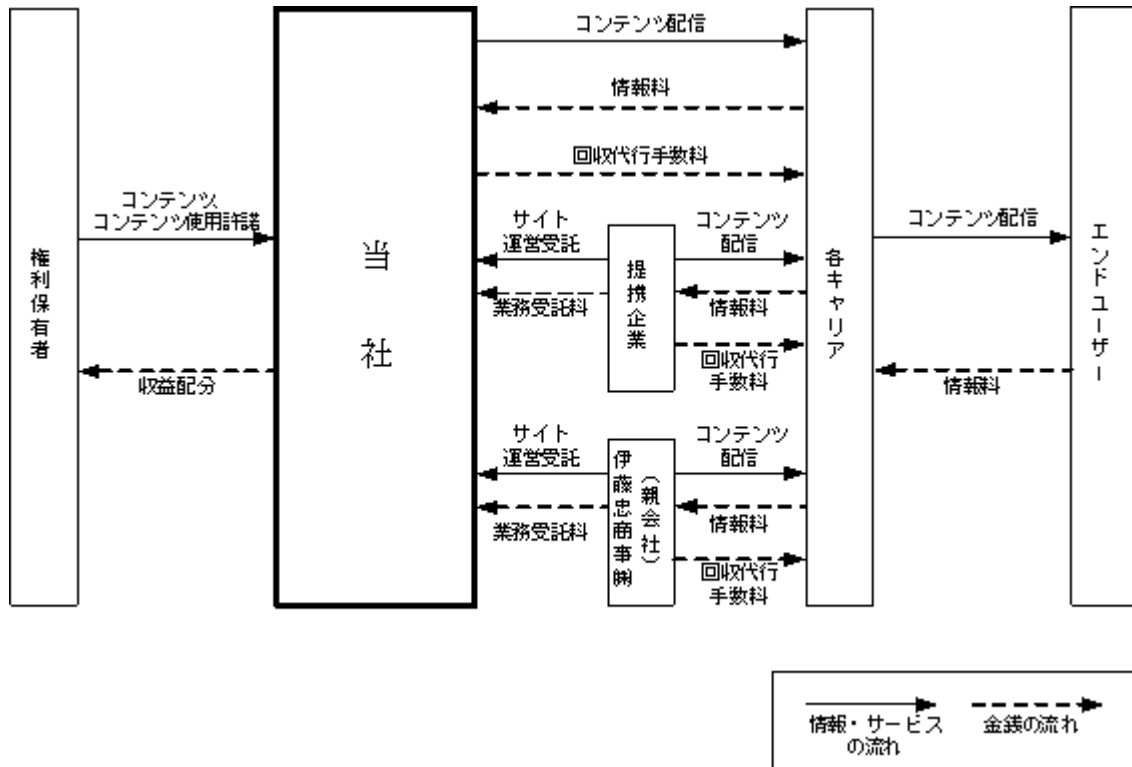 コンテンツ配信
情報料
回収代行手数料
コンテンツ、
コンテンツ使用許諾
権利保有者
収益配分
当社
サイト
運営受託
業務受託料
提携企業
コンテンツ
配信
情報料
回収代行
手数料
サイト
運営受託
業務受託料
伊藤忠商事㈱
（親会社）
コンテンツ
配信
情報料
回収代行
手数料
各キャリア
コンテンツ配信
情報料
エンドユーザー
情報・サービス
の流れ
金銭の流れ